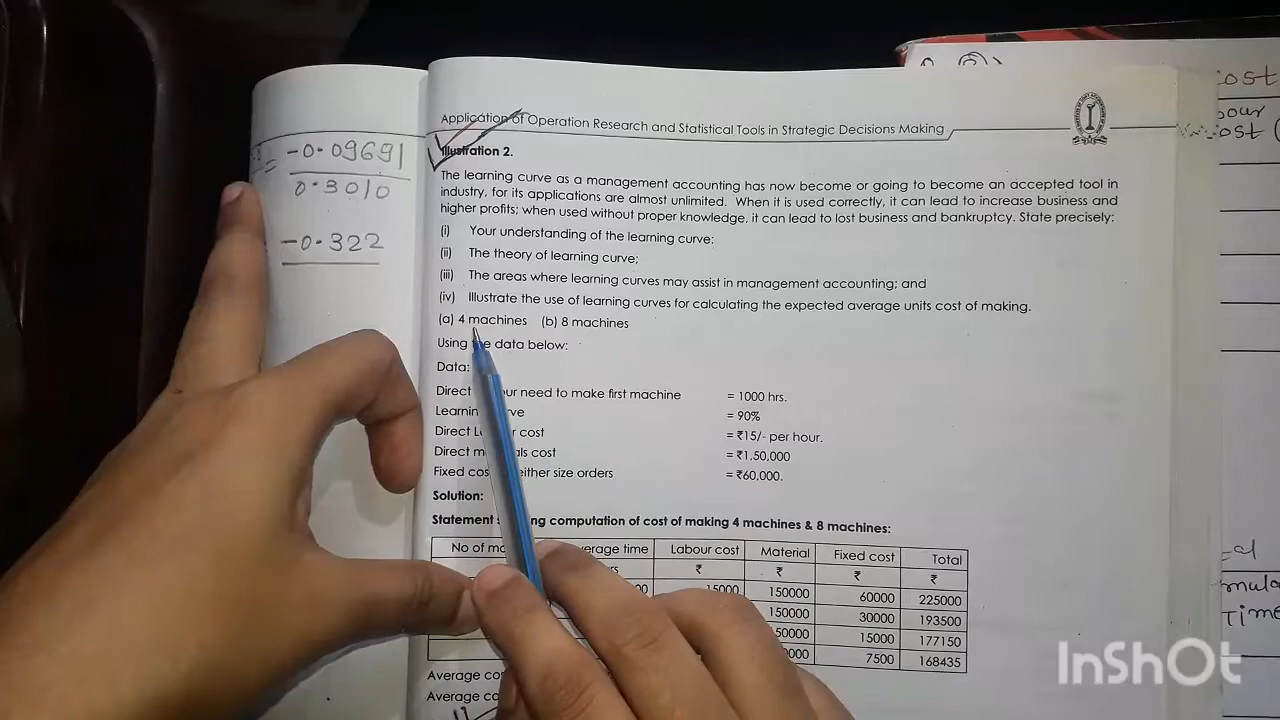 Application of Operation Research and Statistical Tools in Strategic Decisions Making
Illustration 2.
The learning curve as a management accounting has now become or going to become an accepted tool in
industry, for its applications are almost unlimited. When it is used correctly, it can lead to increase business and
higher profits; when used without proper knowledge, it can lead to lost business and bankruptcy. State precisely:
(i) Your understanding of the learning curve;
(ii) The theory of learning curve;
(iii) The areas where learning curves may assist in management accounting; and
(iv) Illustrate the use of learning curves for calculating the expected average units cost of making.
(a) 4 machines (b) 8 machines
Using the data below:
Data:
Direct need to make first machine = 1000 hrs.
= 90%
Direct cost = ₹15/- per hour.
Direct cost = ₹1,50,000
Fixed either size orders = ₹60,000.
Solution:
Statement computation of cost of making 4 machines & 8 machines:
No of time Labour cost Material Fixed cost Total
₹ ₹ ₹ ₹
15000 150000 60000 225000
150000 30000 193500
15000 177150
7500 168435
Average
Average
= -0.09691
0.3010
-0.322
cost
cost
InShOt